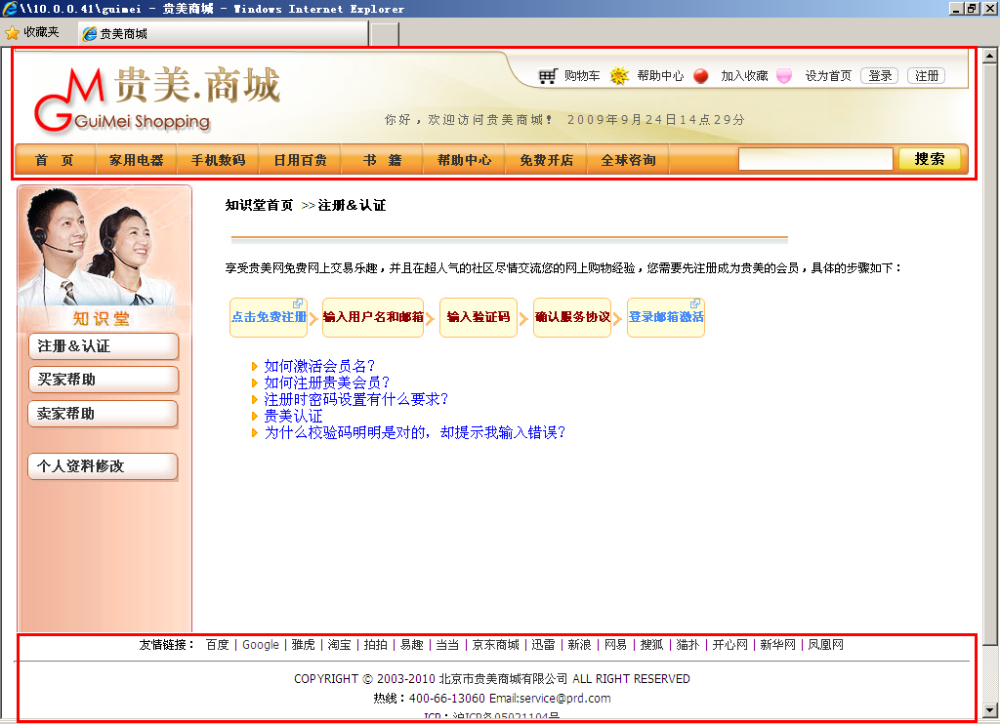 \\10.0.0.41\guimei - 贵美商城 - Windows Internet Explorer
收藏夹 贵美商城
贵美.商城
GuiMei Shopping
购物车 帮助中心 加入收藏 设为首页 登录 注册
你好，欢迎访问贵美商城！ 2009年9月24日14点29分
首 页 家用电器 手机数码 日用百货 书 籍 帮助中心 免费开店 全球咨询 搜索
知识堂
注册＆认证
买家帮助
卖家帮助
个人资料修改
知识堂首页 >>注册＆认证
享受贵美网免费网上交易乐趣，并且在超人气的社区尽情交流您的网上购物经验，您需要先注册成为贵美的会员，具体的步骤如下：
点击免费注册 输入用户名和邮箱 输入验证码 确认服务协议 登录邮箱激活
如何激活会员名？
如何注册贵美会员？
注册时密码设置有什么要求？
贵美认证
为什么校验码明明是对的，却提示我输入错误？
友情链接： 百度 | Google | 雅虎 | 淘宝 | 拍拍 | 易趣 | 当当 | 京东商城 | 迅雷 | 新浪 | 网易 | 搜狐 | 猫扑 | 开心网 | 新华网 | 凤凰网
COPYRIGHT © 2003-2010 北京市贵美商城有限公司 ALL RIGHT RESERVED
热线：400-66-13060 Email:service@prd.com
ICP：沪ICP备05021104号